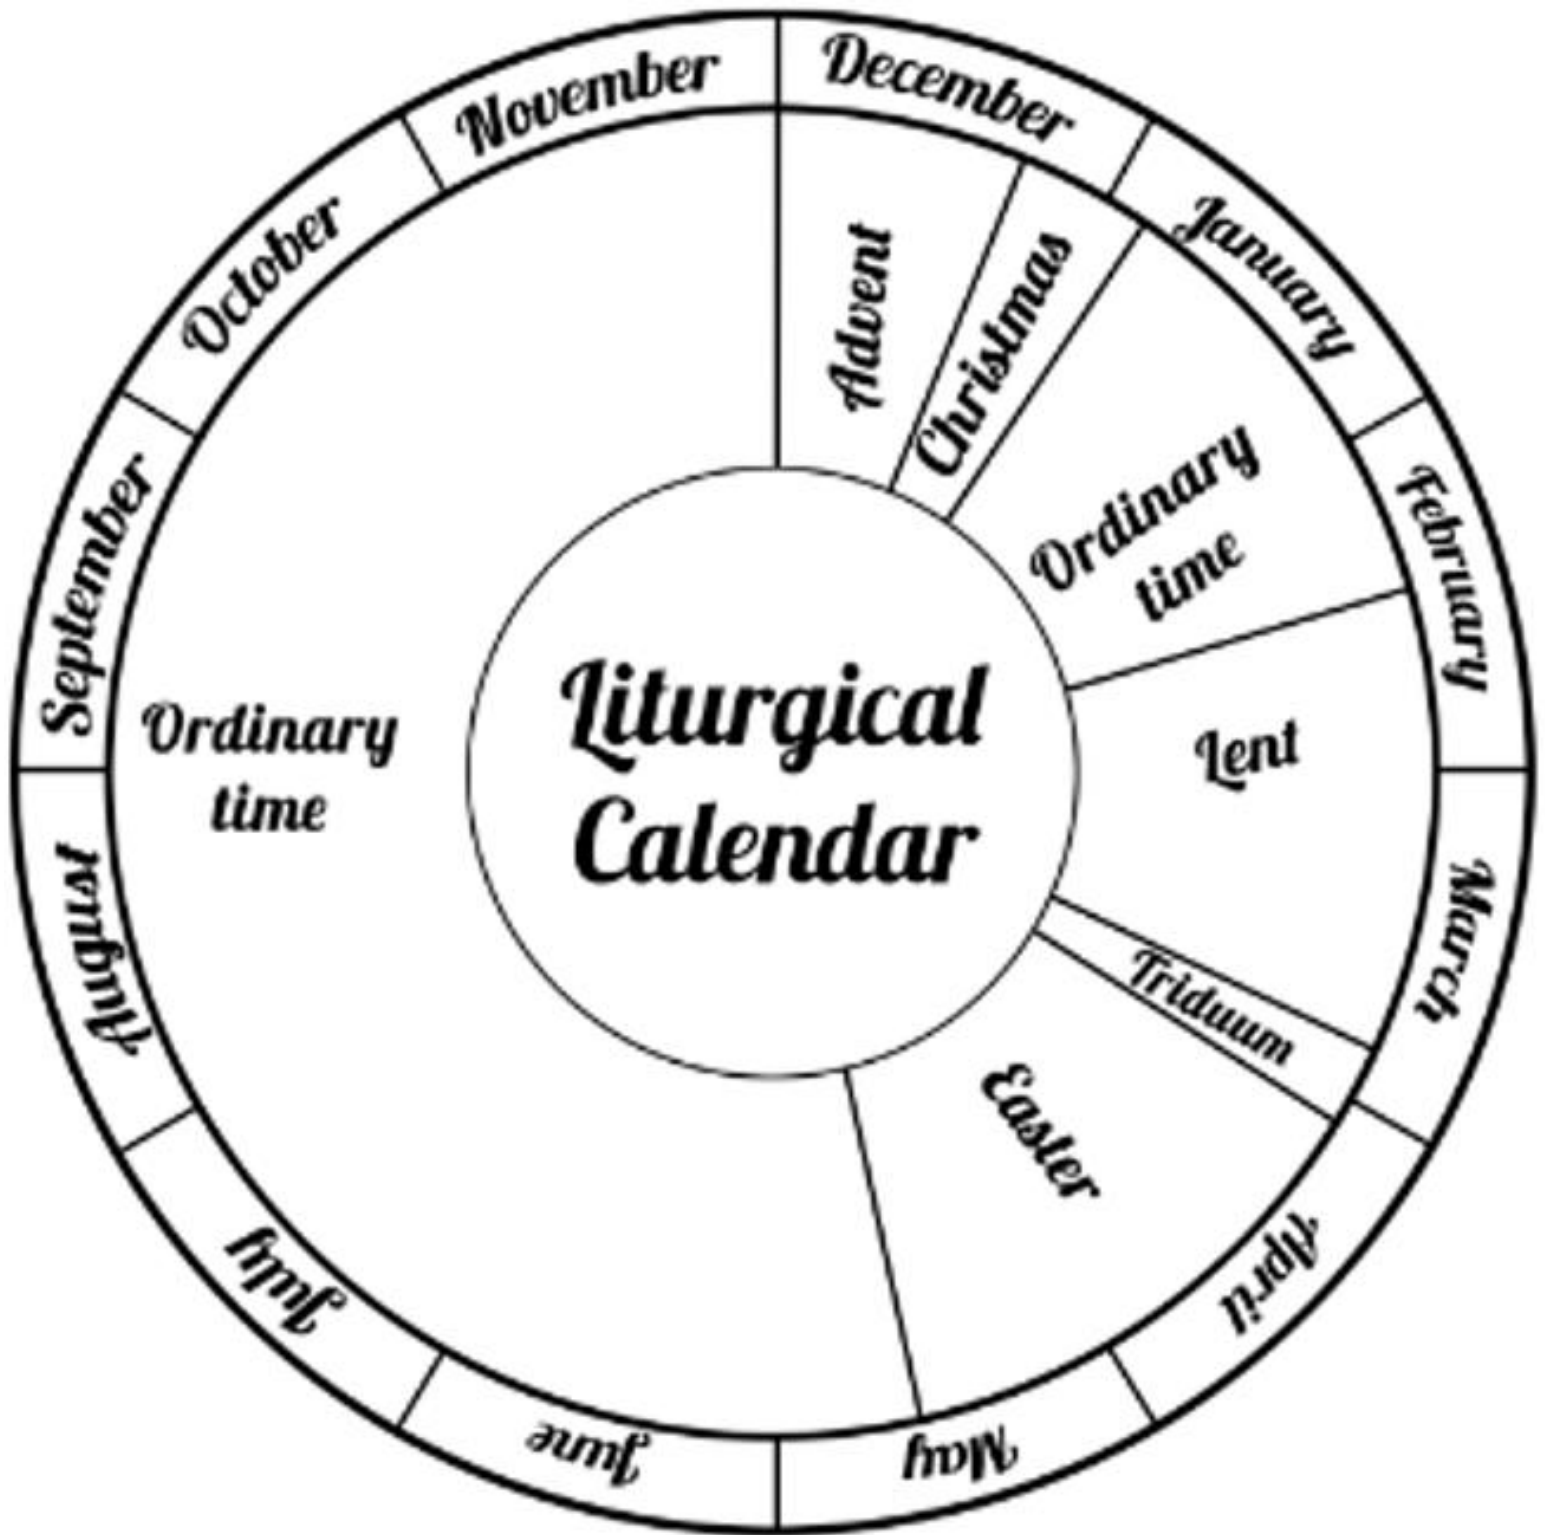 Liturgical
Calendar
December
January
February
March
April
May
June
July
August
September
October
November
Advent
Christmas
Ordinary
time
Lent
Triduum
Easter
Ordinary
time